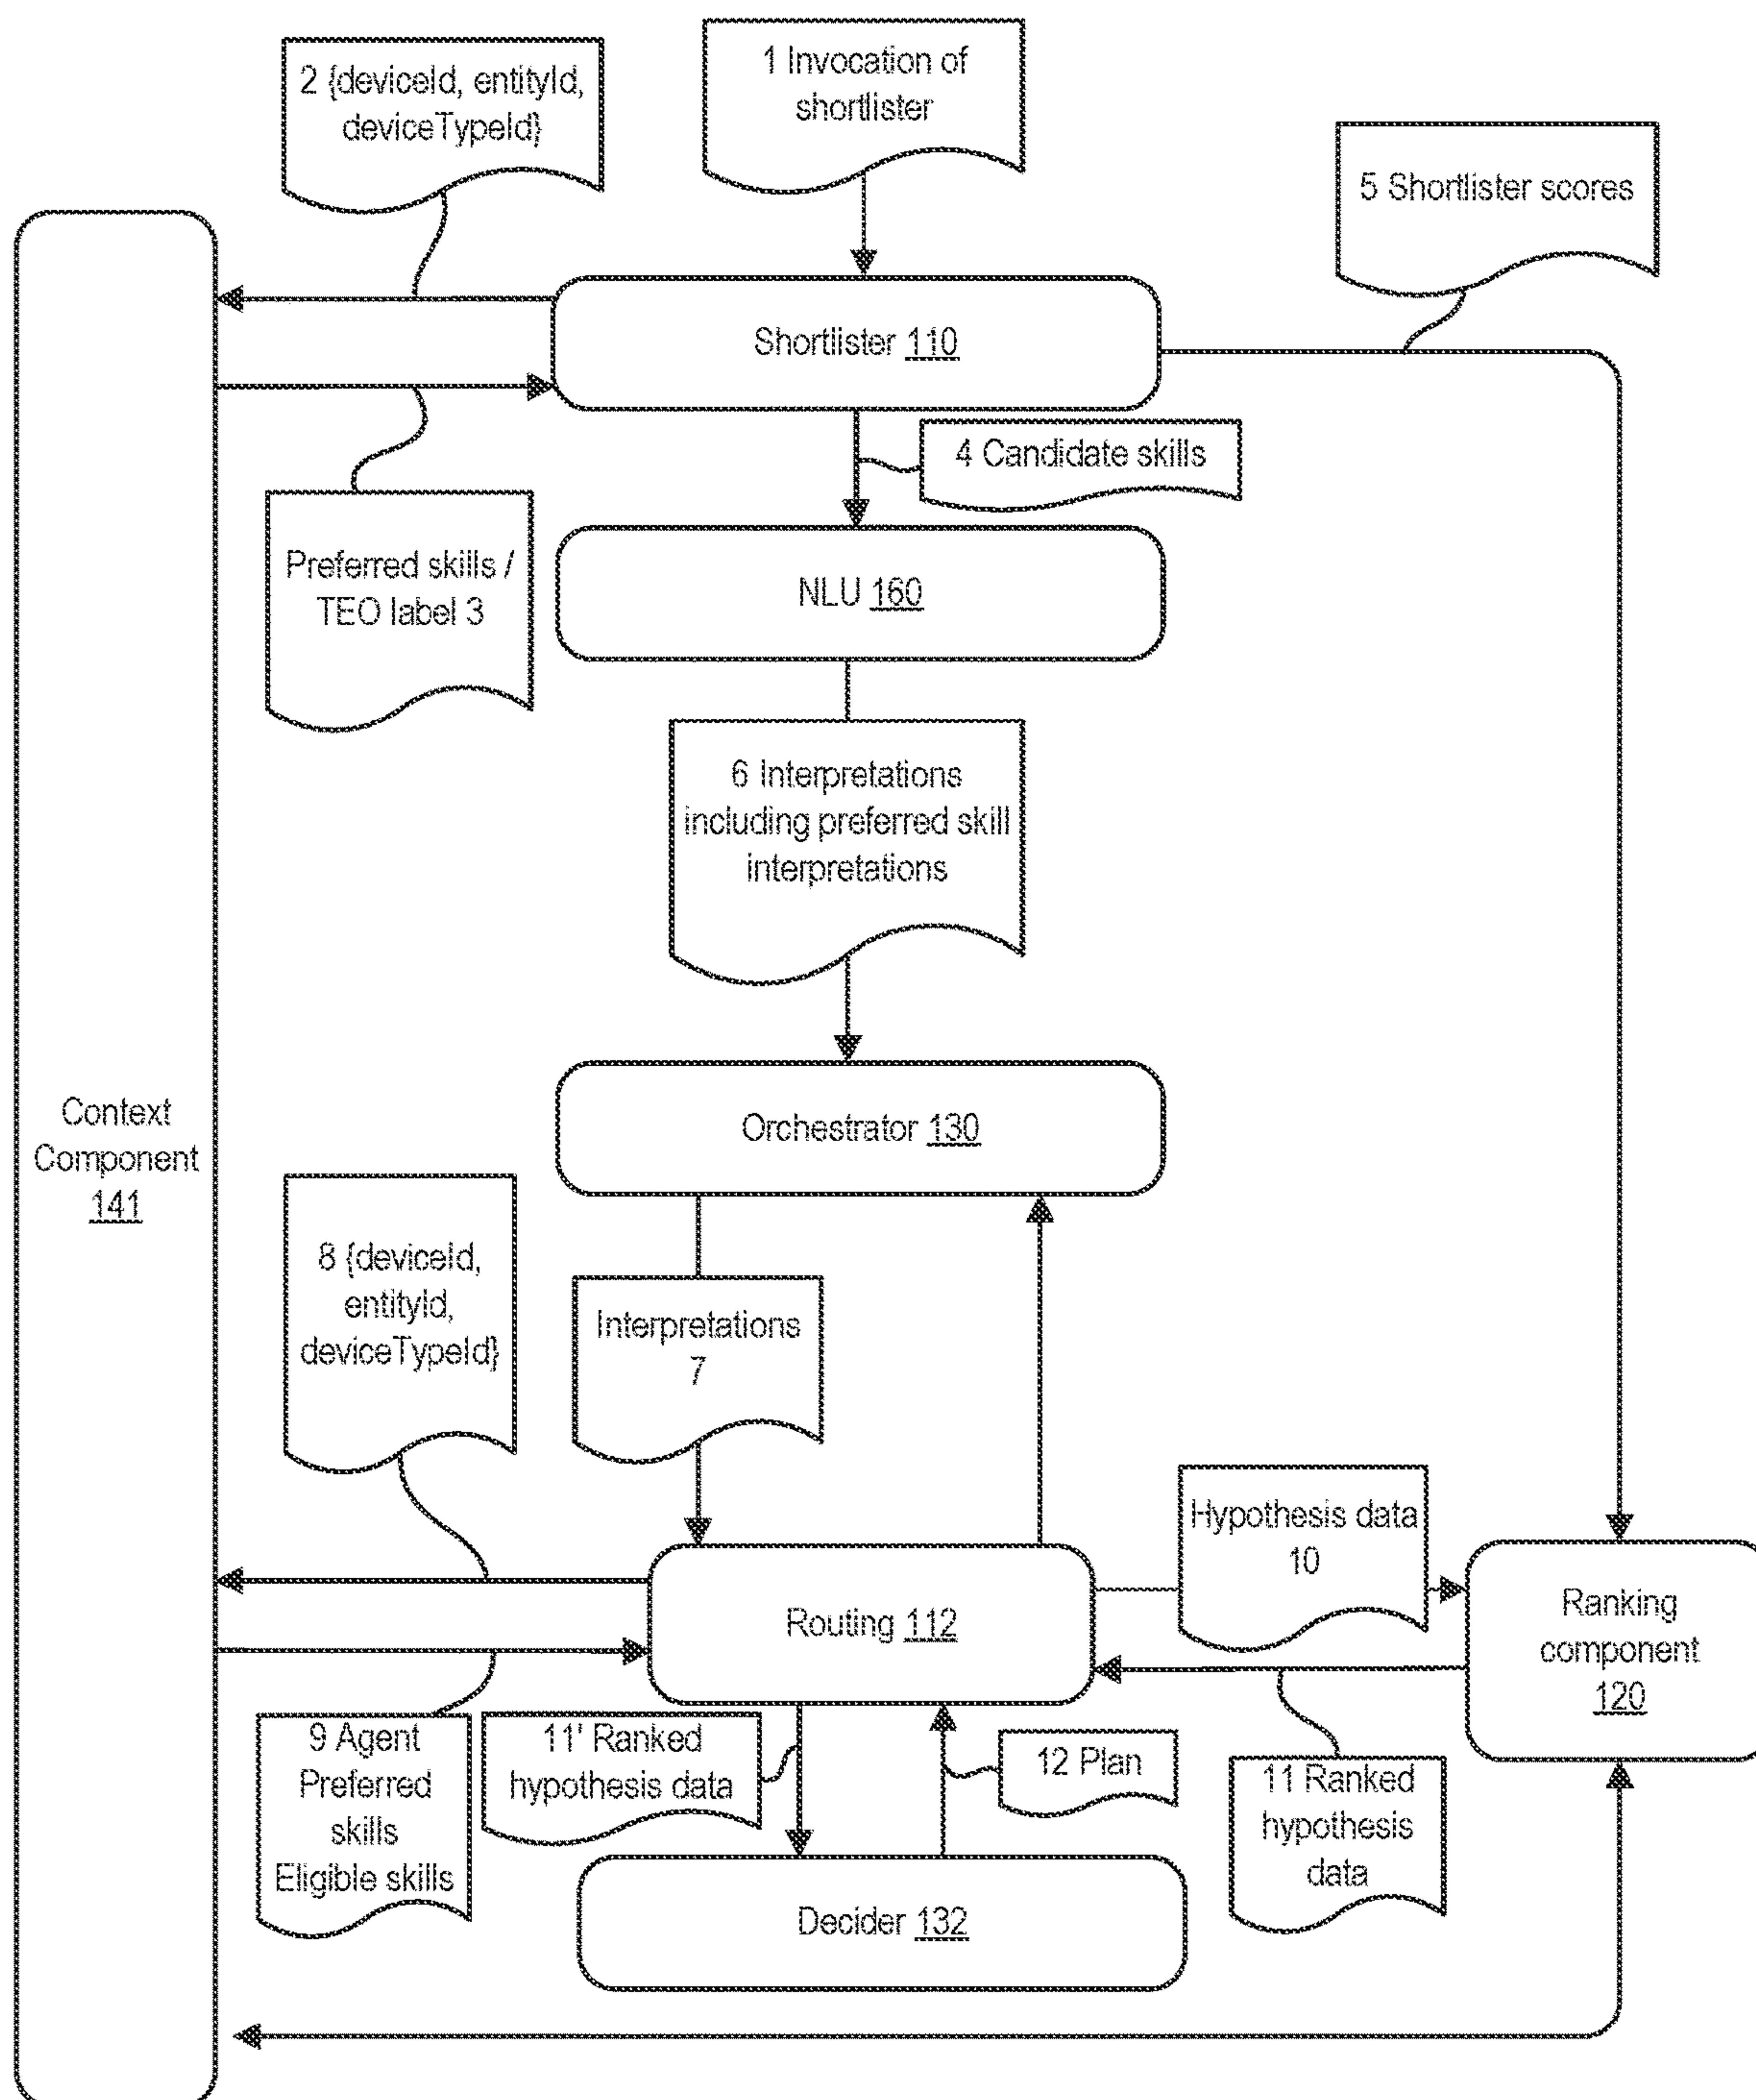 1 Invocation of
shortlister
2 {deviceId, entityId,
deviceTypeId}
5 Shortlister scores
Shortlister 110
4 Candidate skills
Preferred skills /
TEO label 3
NLU 160
6 Interpretations
including preferred skill
interpretations
Context
Component
141
Orchestrator 130
8 {deviceId,
entityId,
deviceTypeId}
Interpretations
7
Hypothesis data
10
Routing 112
Ranking
component
120
9 Agent
Preferred
skills
Eligible skills
11' Ranked
hypothesis data
12 Plan
11 Ranked
hypothesis
data
Decider 132